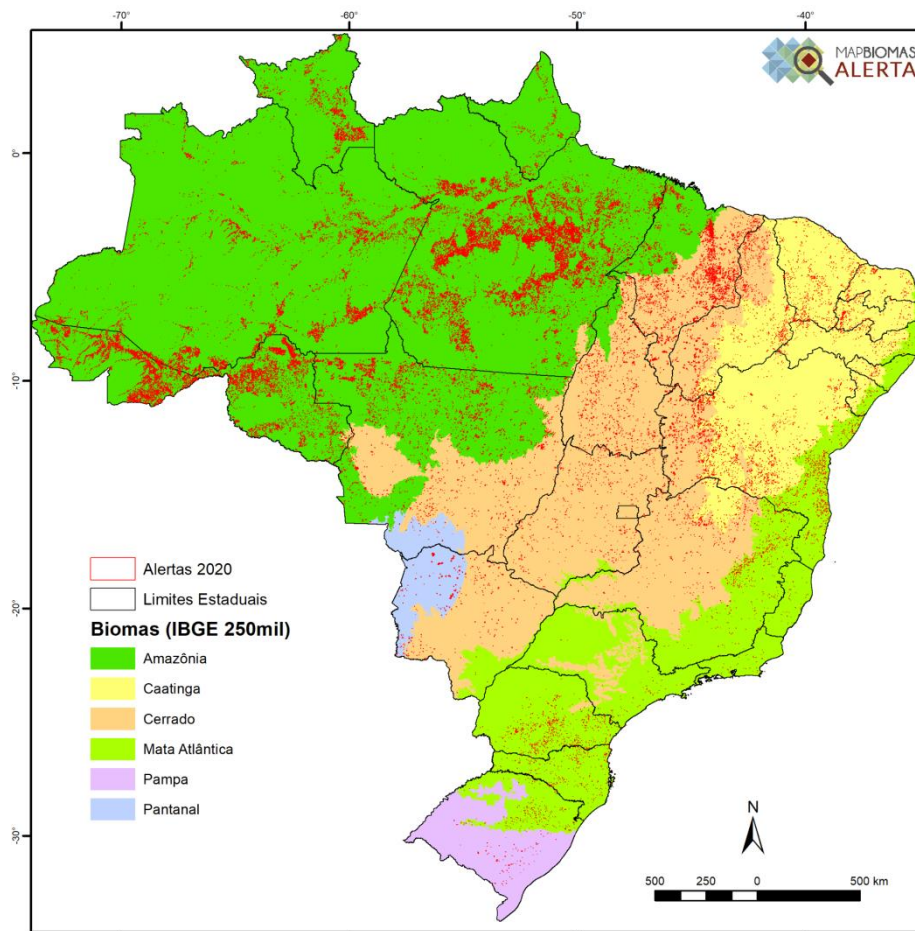 -70°
-60°
-50°
-40°
MAPBIOMAS
ALERTA
0°
-10°
-20°
-30°
Alertas 2020
Limites Estaduais
Biomas (IBGE 250mil)
Amazônia
Caatinga
Cerrado
Mata Atlântica
Pampa
Pantanal
N
500 250 0 500 km